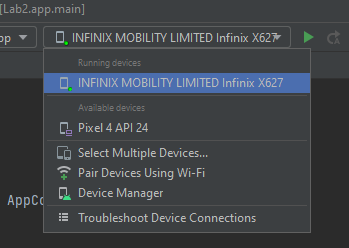 [Lab2.app.main]
pp
INFINIX MOBILITY LIMITED Infinix X627
Running devices
INFINIX MOBILITY LIMITED Infinix X627
Available devices
Pixel 4 API 24
Select Multiple Devices...
Pair Devices Using Wi-Fi
Device Manager
Troubleshoot Device Connections
AppCo